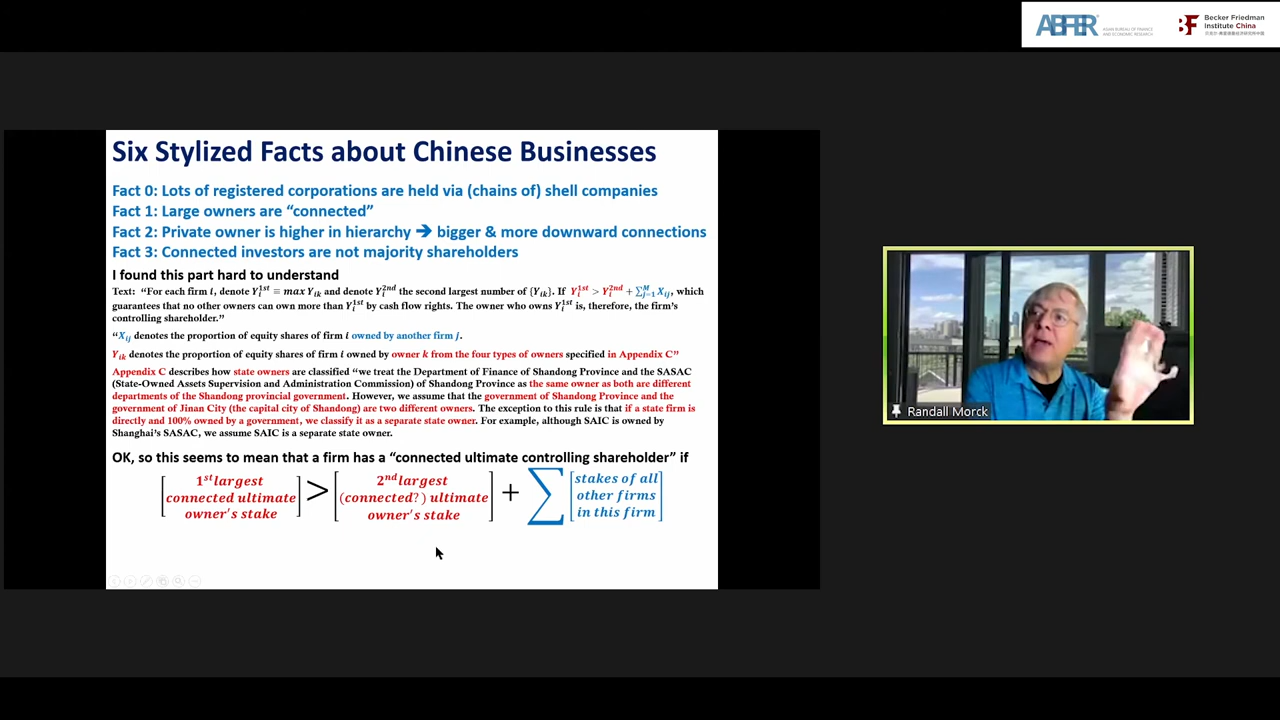 ABFER
ASIAN BUREAU OF FINANCE
AND ECONOMIC RESEARCH
Becker Friedman
Institute China
Six Stylized Facts about Chinese Businesses
Fact 0: Lots of registered corporations are held via (chains of) shell companies
Fact 1: Large owners are “connected”
Fact 2: Private owner is higher in hierarchy ➔ bigger & more downward connections
Fact 3: Connected investors are not majority shareholders
I found this part hard to understand
Text: “For each firm i, denote Y_i^1st = max Y_ik and denote Y_i^2nd the second largest number of {Y_ik}. If Y_i^1st > Y_i^2nd + ∑_{j=1}^M X_ij, which
guarantees that no other owners can own more than Y_i^1st by cash flow rights. The owner who owns Y_i^1st is, therefore, the firm’s
controlling shareholder.”
“X_ij denotes the proportion of equity shares of firm i owned by another firm j.
Y_ik denotes the proportion of equity shares of firm i owned by owner k from the four types of owners specified in Appendix C”
Appendix C describes how state owners are classified “we treat the Department of Finance of Shandong Province and the SASAC
(State-Owned Assets Supervision and Administration Commission) of Shandong Province as the same owner as both are different
departments of the Shandong provincial government. However, we assume that the government of Shandong Province and the
government of Jinan City (the capital city of Shandong) are two different owners. The exception to this rule is that if a state firm is
directly and 100% owned by a government, we classify it as a separate state owner. For example, although SAIC is owned by
Shanghai’s SASAC, we assume SAIC is a separate state owner.
OK, so this seems to mean that a firm has a “connected ultimate controlling shareholder” if
[1st largest connected ultimate owner's stake] > [2nd largest (connected?) ultimate owner's stake] + ∑ [stakes of all other firms in this firm]
Randall Morck